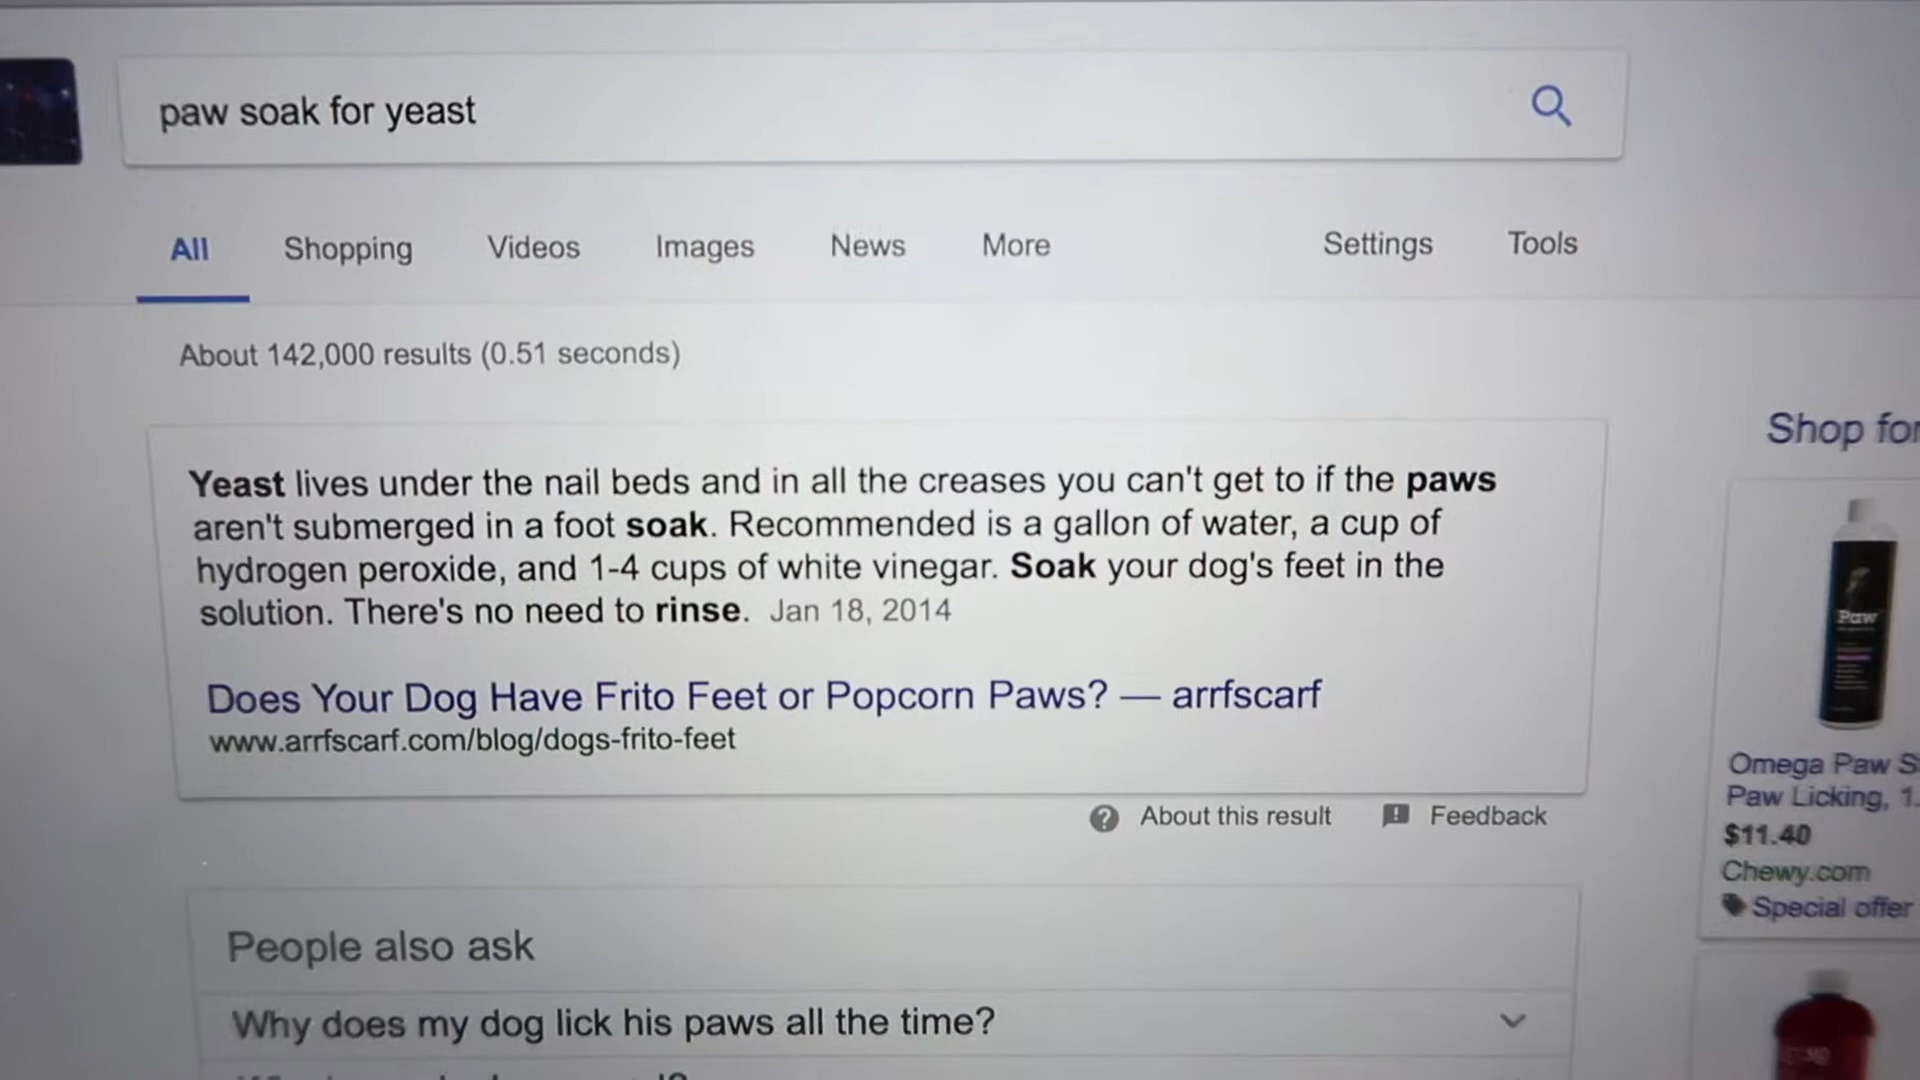 paw soak for yeast
All Shopping Videos Images News More Settings Tools
About 142,000 results (0.51 seconds)
Yeast lives under the nail beds and in all the creases you can't get to if the paws
aren't submerged in a foot soak. Recommended is a gallon of water, a cup of
hydrogen peroxide, and 1-4 cups of white vinegar. Soak your dog's feet in the
solution. There's no need to rinse. Jan 18, 2014
Does Your Dog Have Frito Feet or Popcorn Paws? — arrfscarf
www.arrfscarf.com/blog/dogs-frito-feet
About this result Feedback
People also ask
Why does my dog lick his paws all the time?
Shop for
Paw
Omega Paw S
Paw Licking, 1.
$11.40
Chewy.com
Special offer